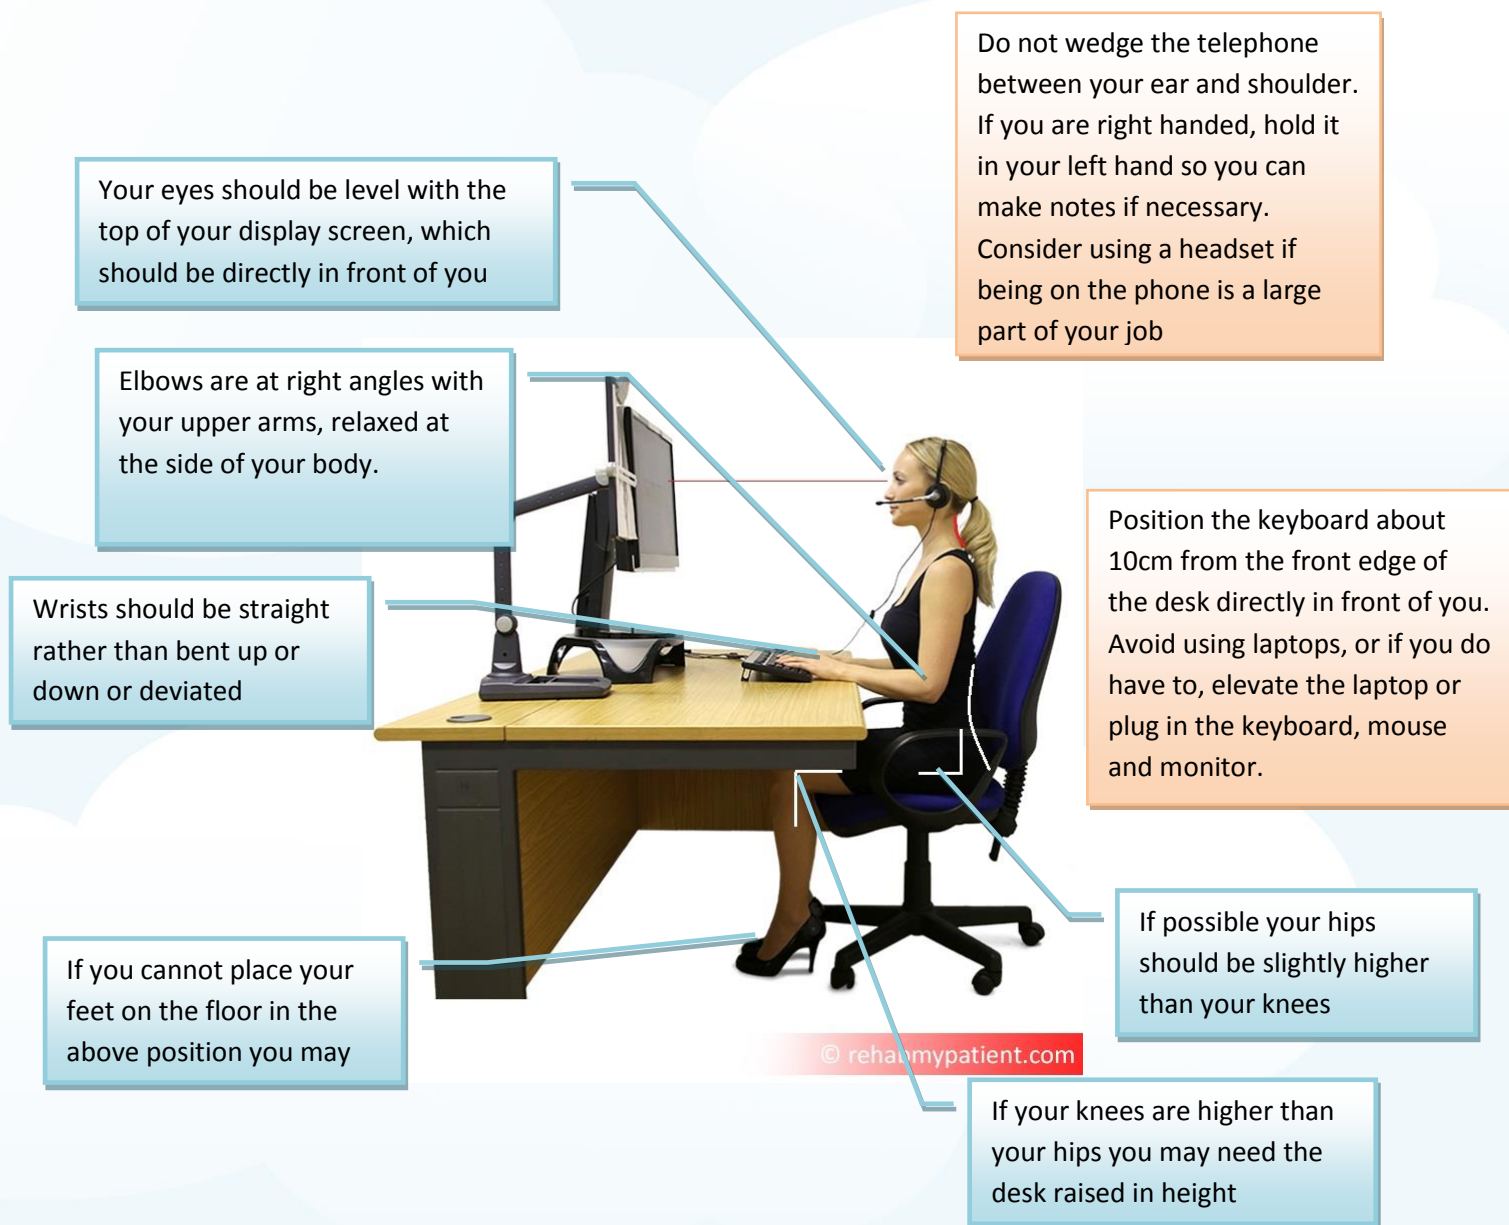 Do not wedge the telephone
between your ear and shoulder.
If you are right handed, hold it
in your left hand so you can
make notes if necessary.
Consider using a headset if
being on the phone is a large
part of your job
Your eyes should be level with the
top of your display screen, which
should be directly in front of you
Elbows are at right angles with
your upper arms, relaxed at
the side of your body.
Position the keyboard about
10cm from the front edge of
the desk directly in front of you.
Avoid using laptops, or if you do
have to, elevate the laptop or
plug in the keyboard, mouse
and monitor.
Wrists should be straight
rather than bent up or
down or deviated
If possible your hips
should be slightly higher
than your knees
If you cannot place your
feet on the floor in the
above position you may
© rehabmypatient.com
If your knees are higher than
your hips you may need the
desk raised in height